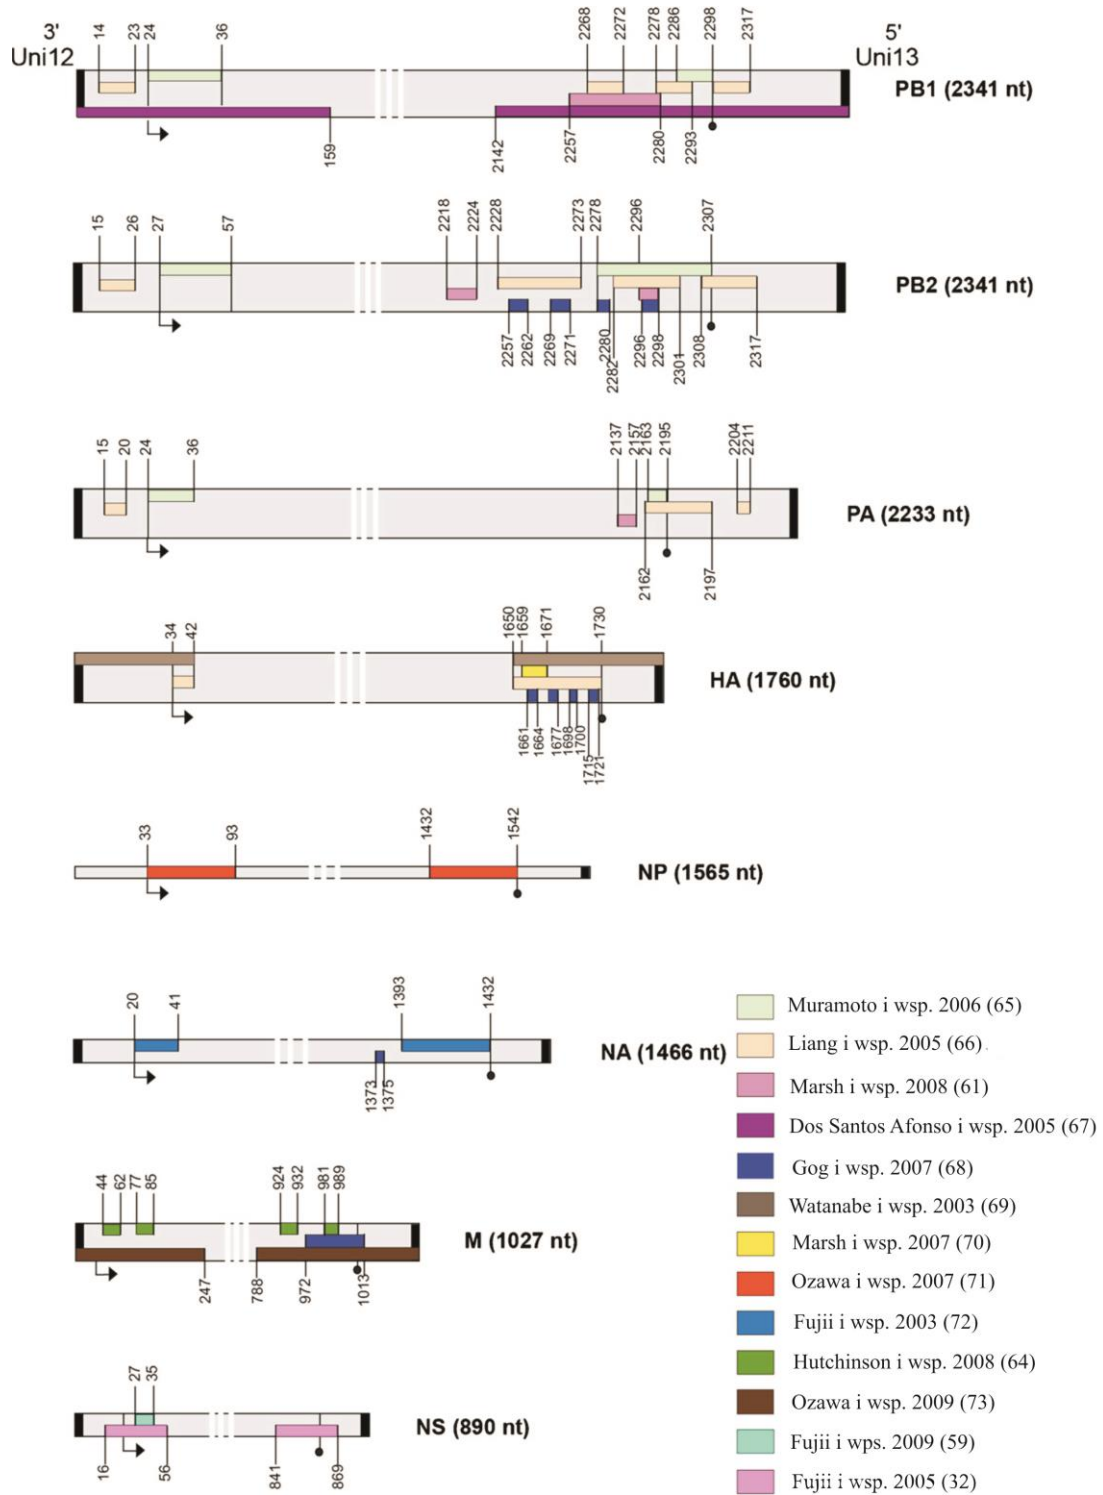 3' 5'
Uni12 Uni13
14 23 24 36 2268 2272 2278 2286 2298 2317
PB1 (2341 nt)
159 2142 2257 2280 2293
15 26 27 57 2218 2224 2228 2273 2278 2296 2307
PB2 (2341 nt)
2257 2262 2269 2271 2280 2282 2296 2298 2301 2308 2317
15 20 24 36 2137 2157 2163 2195 2204 2211
PA (2233 nt)
2162 2197
34 42 1650 1659 1671 1730
HA (1760 nt)
1661 1664 1677 1698 1700 1715 1721
33 93 1432 1542
NP (1565 nt)
20 41 1393 1432
NA (1466 nt)
1373 1375
44 62 77 85 924 932 981 989
M (1027 nt)
247 788 972 1013
27 35
NS (890 nt)
16 56 841 869
Muramoto i wsp. 2006 (65)
Liang i wsp. 2005 (66)
Marsh i wsp. 2008 (61)
Dos Santos Afonso i wsp. 2005 (67)
Gog i wsp. 2007 (68)
Watanabe i wsp. 2003 (69)
Marsh i wsp. 2007 (70)
Ozawa i wsp. 2007 (71)
Fujii i wsp. 2003 (72)
Hutchinson i wsp. 2008 (64)
Ozawa i wsp. 2009 (73)
Fujii i wps. 2009 (59)
Fujii i wsp. 2005 (32)